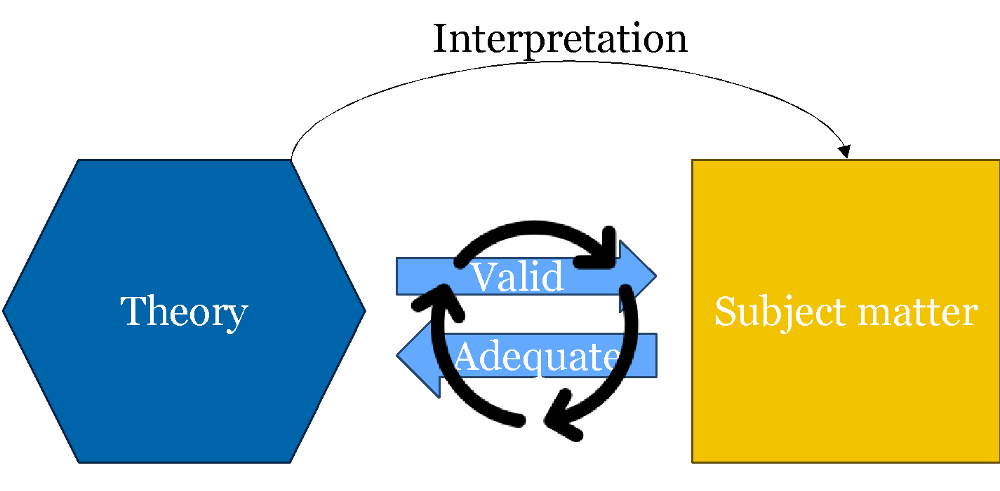 Interpretation
Theory
Valid
Adequate
Subject matter